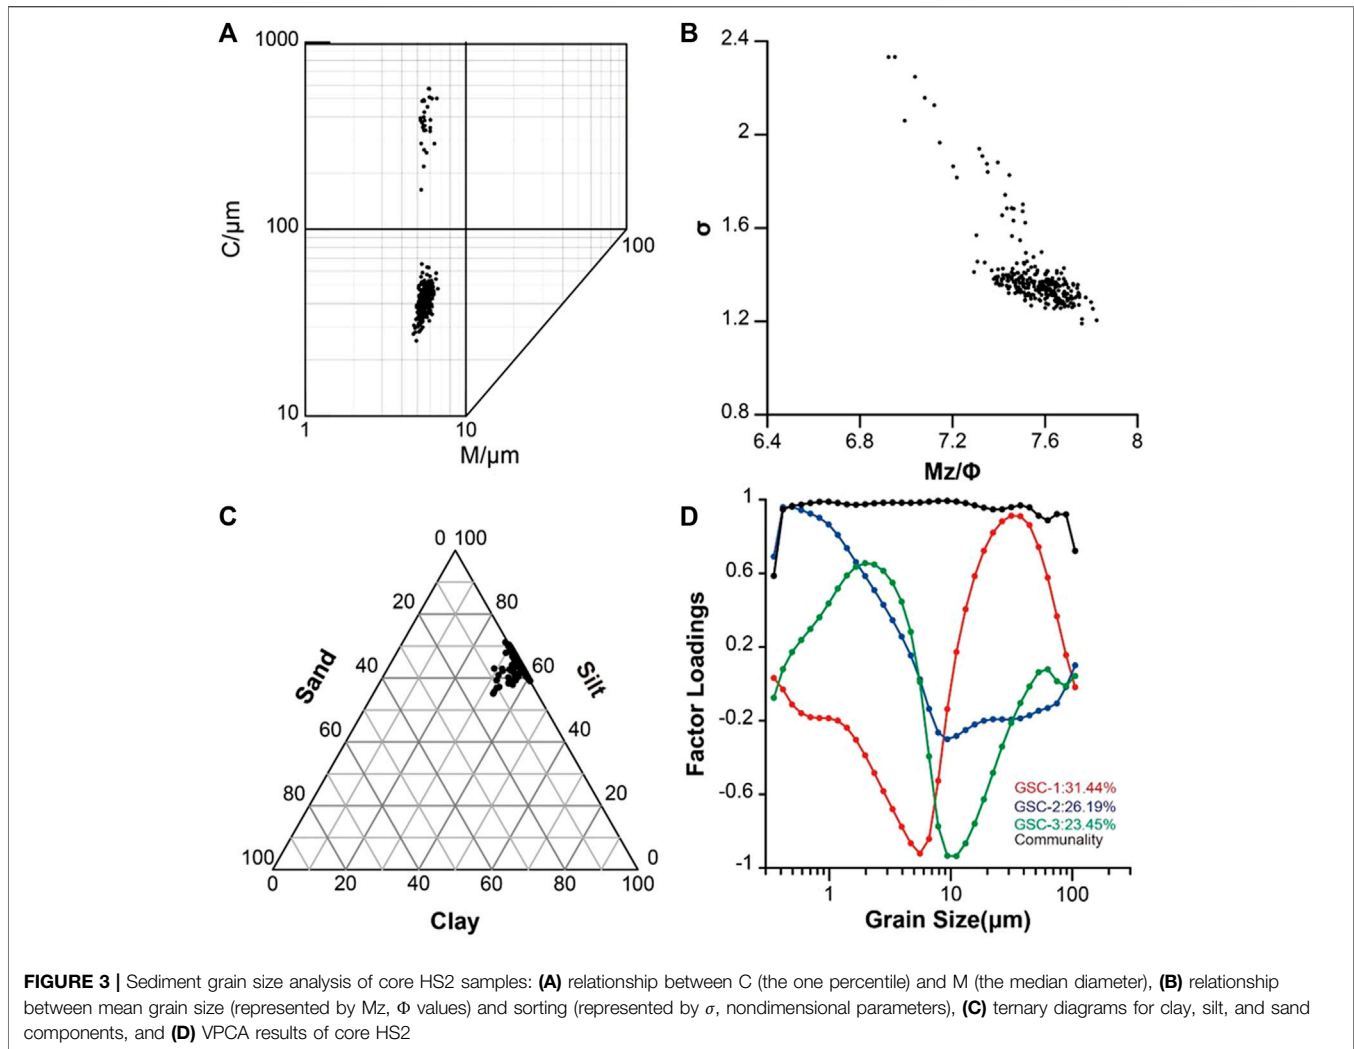 A
1000
100
10
C/µm
1
10
100
M/µm
B
2.4
2
1.6
1.2
0.8
σ
6.4
6.8
7.2
7.6
8
Mz/Φ
C
0 100
20
80
40
60
60
40
80
20
100
0
0
20
40
60
80
100
Sand
Silt
Clay
D
1
0.6
0.2
-0.2
-0.6
-1
Factor Loadings
GSC-1:31.44%
GSC-2:26.19%
GSC-3:23.45%
Communality
1
10
100
Grain Size(µm)
FIGURE 3 | Sediment grain size analysis of core HS2 samples: (A) relationship between C (the one percentile) and M (the median diameter), (B) relationship
between mean grain size (represented by Mz, Φ values) and sorting (represented by σ, nondimensional parameters), (C) ternary diagrams for clay, silt, and sand
components, and (D) VPCA results of core HS2